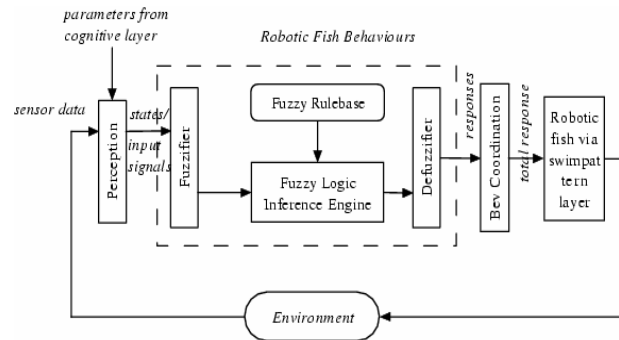 parameters from
cognitive layer
Robotic Fish Behaviours
sensor data
Perception
states/
input
signals
Fuzzifier
Fuzzy Rulebase
Fuzzy Logic
Inference Engine
Defuzzifier
responses
Bev Coordination
total response
Robotic
fish via
swimpat
tern
layer
Environment